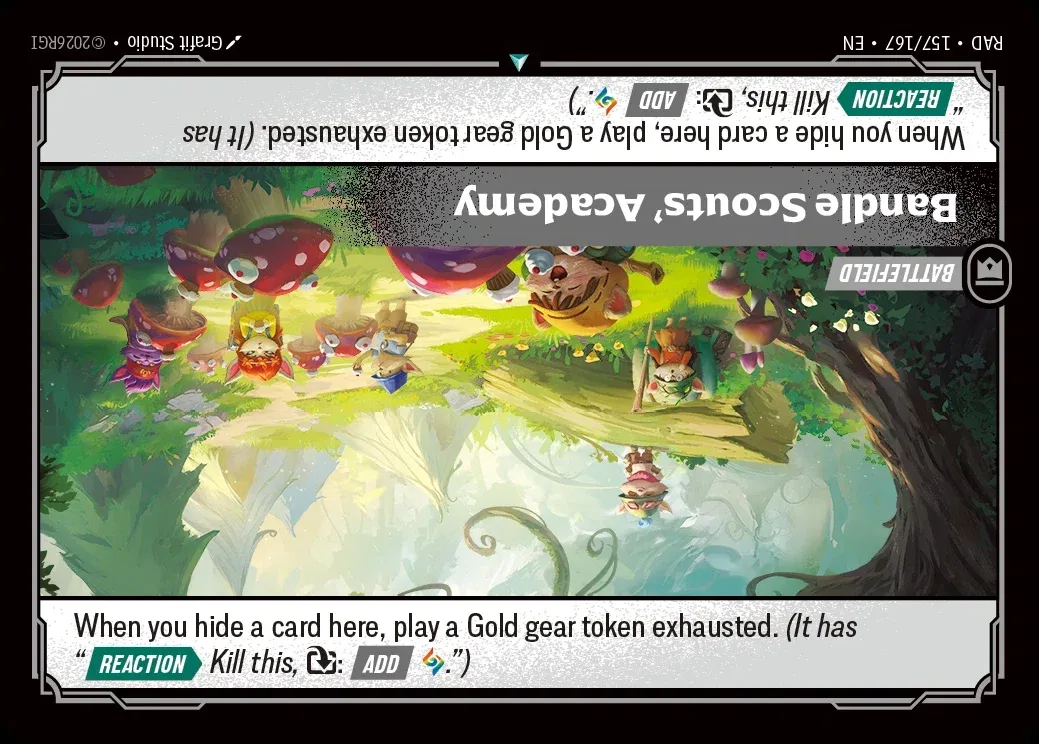 When you hide a card here, play a Gold gear token exhausted. (It has
“ REACTION Kill this, : ADD .”)
BATTLEFIELD
Bandle Scouts’ Academy
When you hide a card here, play a Gold gear token exhausted. (It has
“ REACTION Kill this, : ADD .”)
RAD • 157/167 • EN
Grafit Studio • ©2026RGI